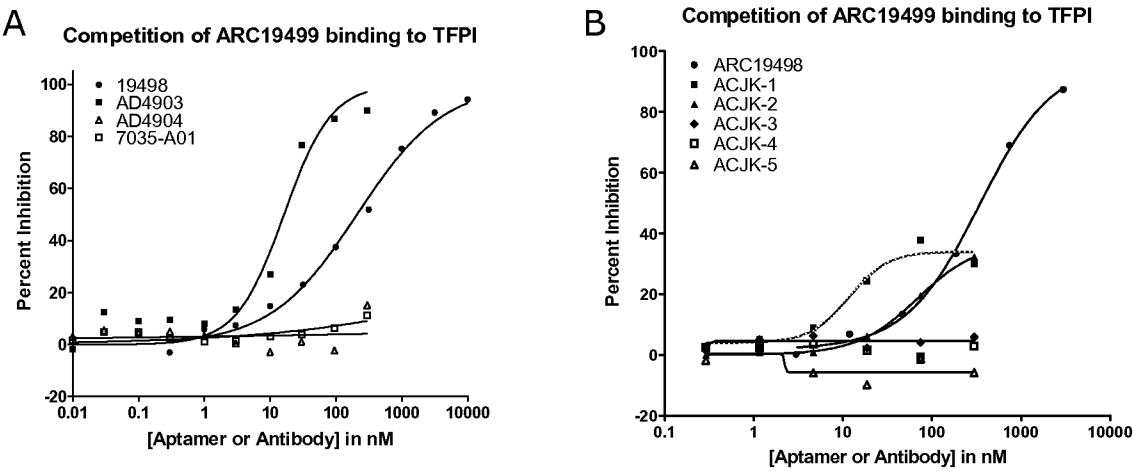 A
Competition of ARC19499 binding to TFPI
Percent Inhibition
100
80
60
40
20
0
-20
19498
AD4903
AD4904
7035-A01
0.01
0.1
1
10
100
1000
10000
[Aptamer or Antibody] in nM
B
Competition of ARC19499 binding to TFPI
Percent Inhibition
100
80
60
40
20
0
-20
ARC19498
ACJK-1
ACJK-2
ACJK-3
ACJK-4
ACJK-5
0.1
1
10
100
1000
10000
[Aptamer or Antibody] in nM